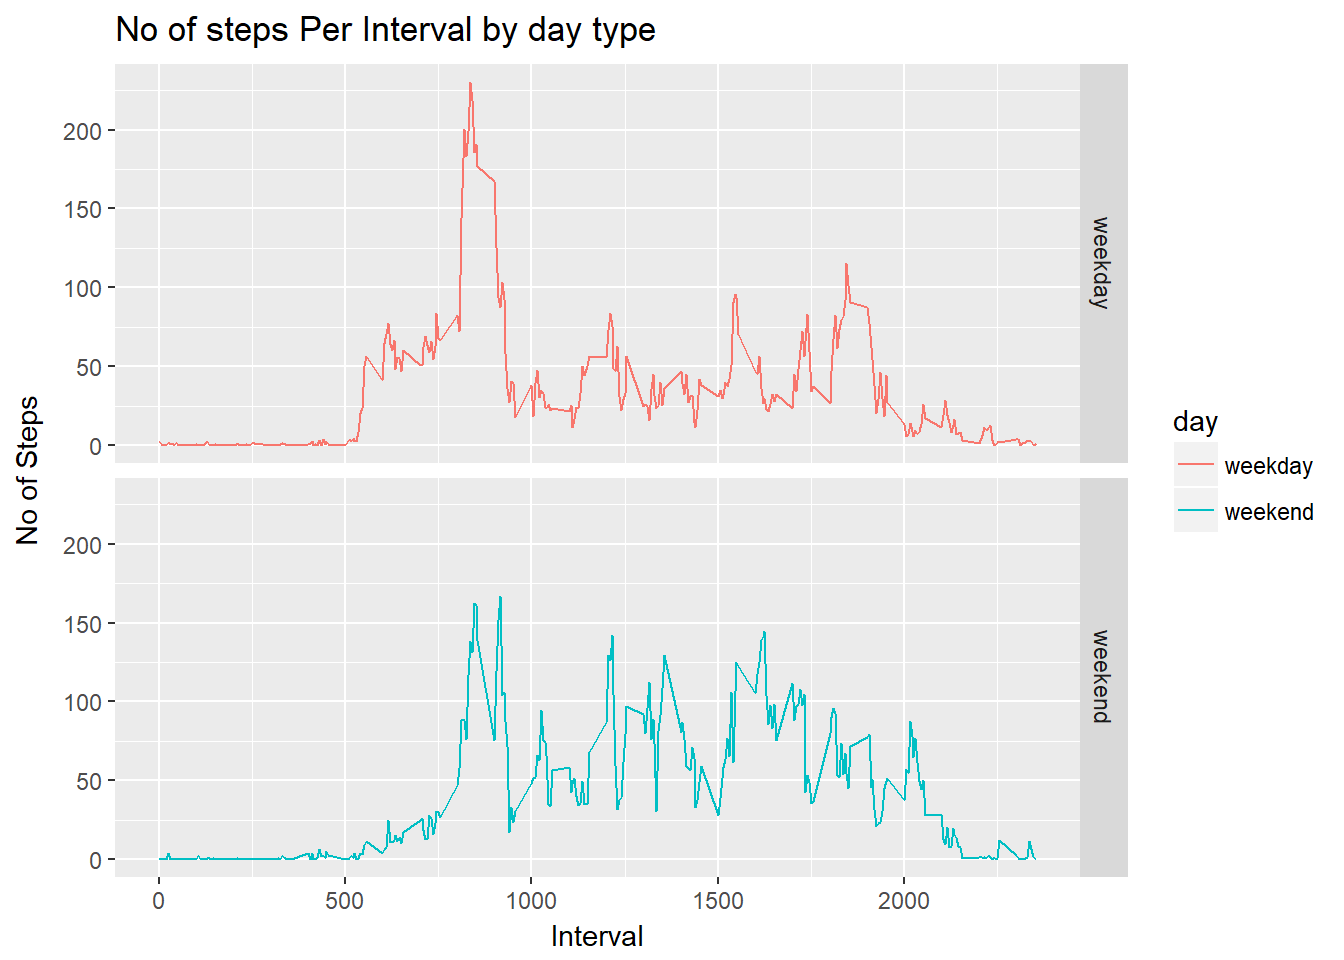 No of steps Per Interval by day type
No of Steps
200
150
100
50
0
weekday
200
150
100
50
0
weekend
0 500 1000 1500 2000
Interval
day
weekday
weekend